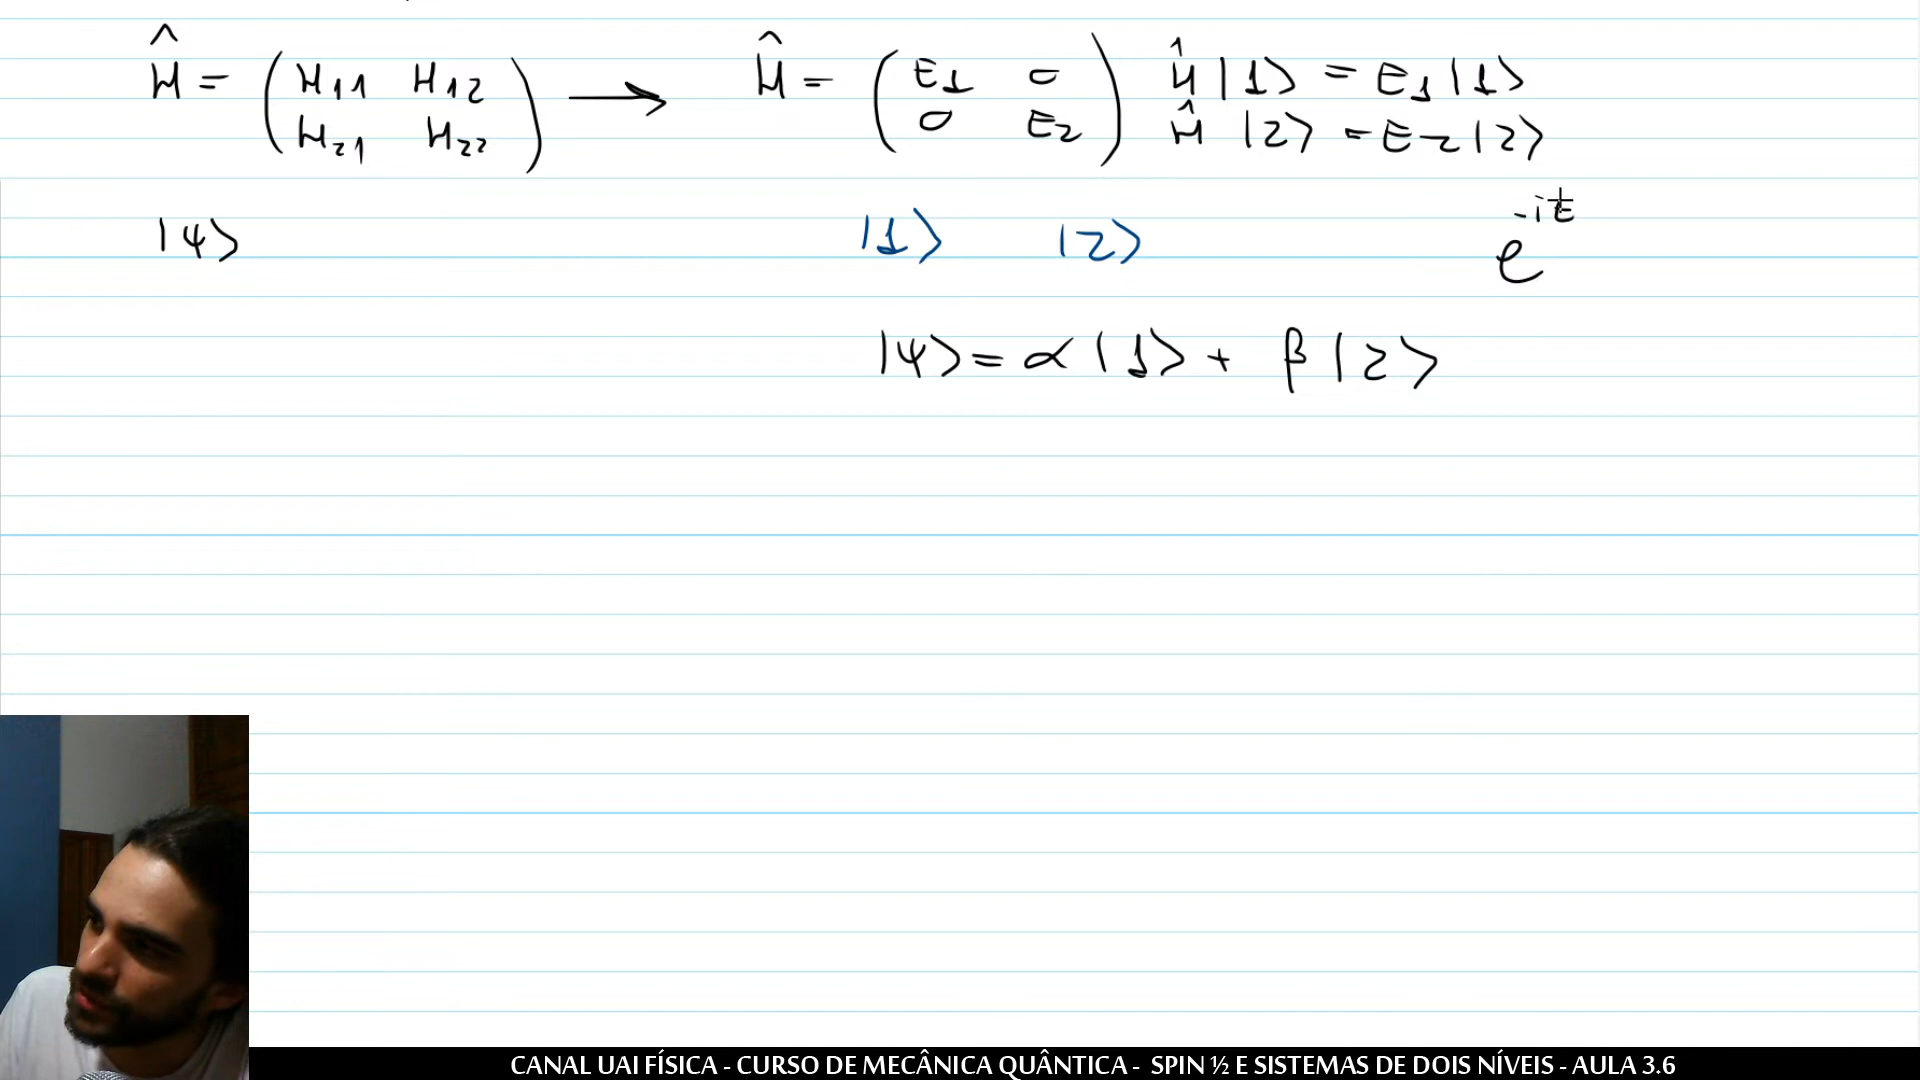 Ĥ = (H₁₁ H₁₂ → Ĥ = (E₁ 0) Ĥ|1⟩ = E₁|1⟩
H₂₁ H₂₂) 0 E₂) Ĥ|2⟩ = E₂|2⟩
|ψ⟩ |1⟩ |2⟩ e^-it
|ψ⟩ = α|1⟩ + β|2⟩
CANAL UAI FÍSICA - CURSO DE MECÂNICA QUÂNTICA - SPIN ½ E SISTEMAS DE DOIS NÍVEIS - AULA 3.6